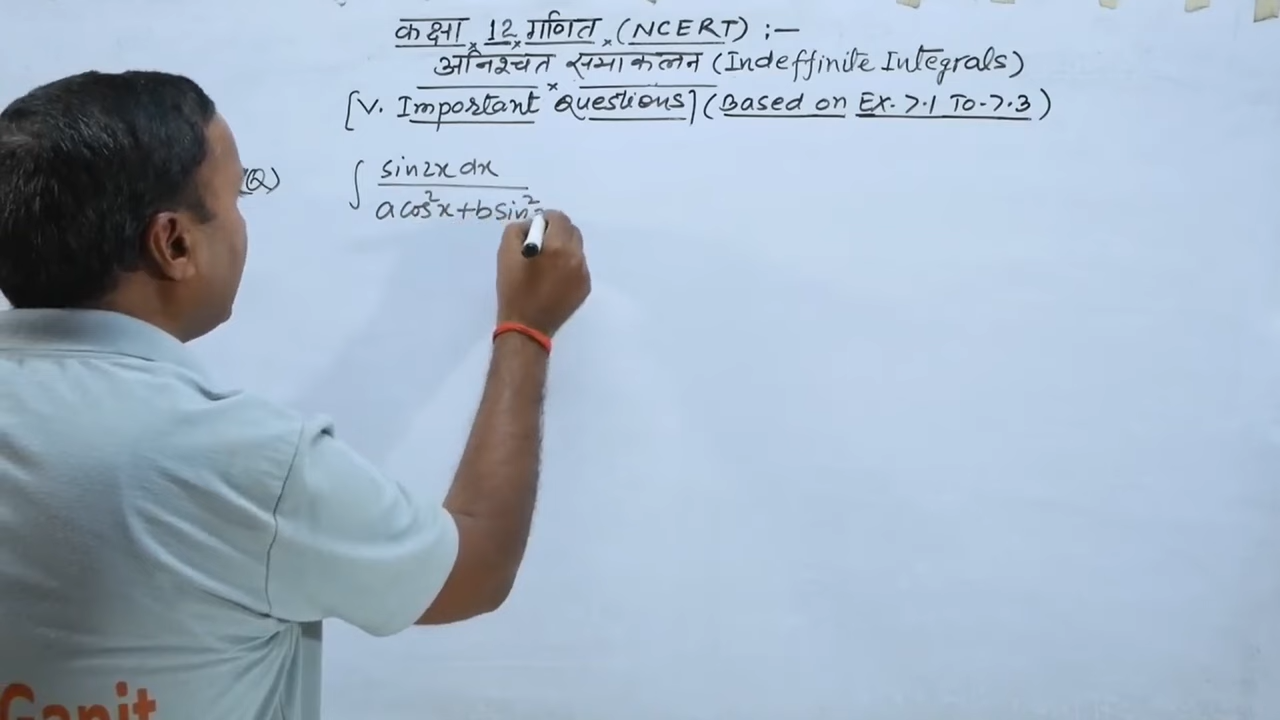 कक्षा 12 गणित (NCERT) :—
अनिश्चत समाकलन (Indeffinite Integrals)
[V. Important Questions] (Based on Ex. 7.1 To 7.3)
(Q) ∫ sin2x dx
acos²x+bsin²
Ganit